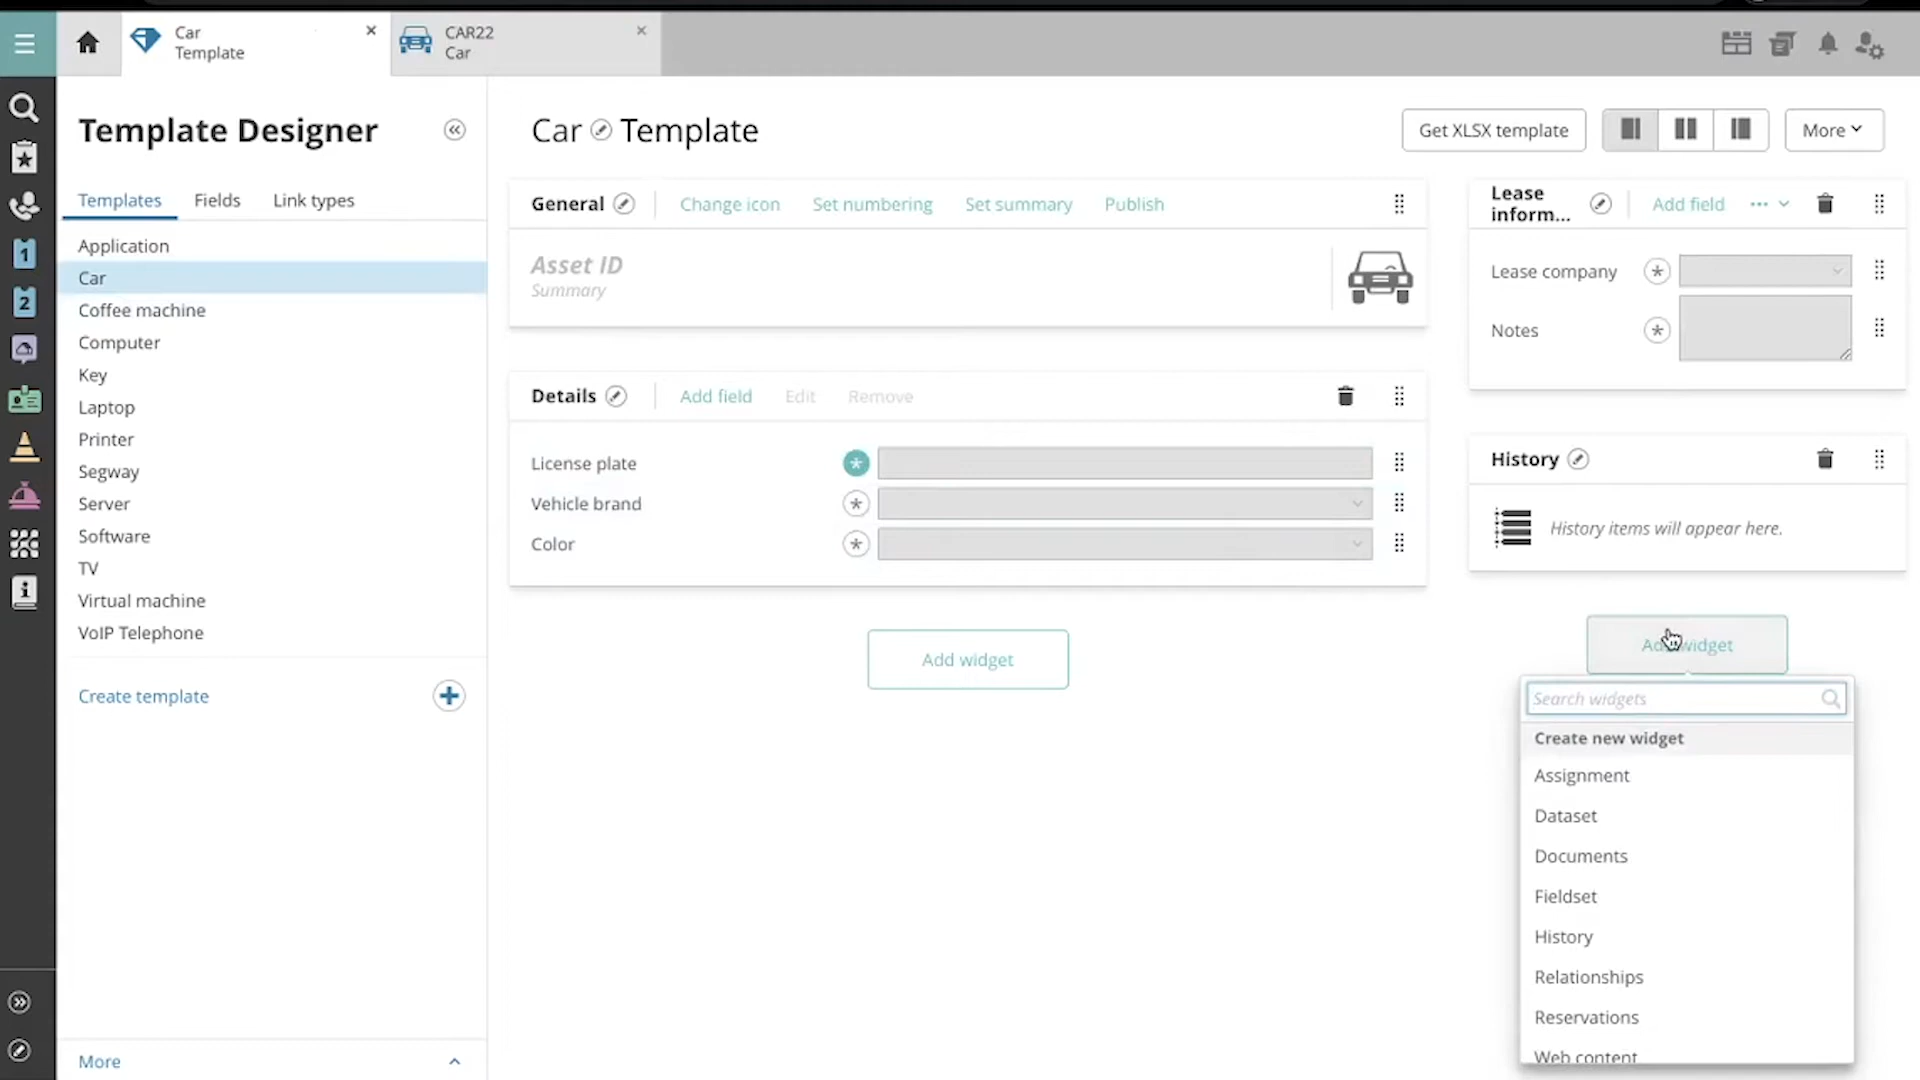 Car
Template
CAR22
Car
Template Designer
Templates
Fields
Link types
Application
Car
Coffee machine
Computer
Key
Laptop
Printer
Segway
Server
Software
TV
Virtual machine
VoIP Telephone
Create template
More
1
2
Car Template
Get XLSX template
More
General
Change icon
Set numbering
Set summary
Publish
Asset ID
Summary
Details
Add field
Edit
Remove
License plate
Vehicle brand
Color
Add widget
Lease
inform...
Add field
Lease company
Notes
History
History items will appear here.
Add widget
Search widgets
Create new widget
Assignment
Dataset
Documents
Fieldset
History
Relationships
Reservations
Web content